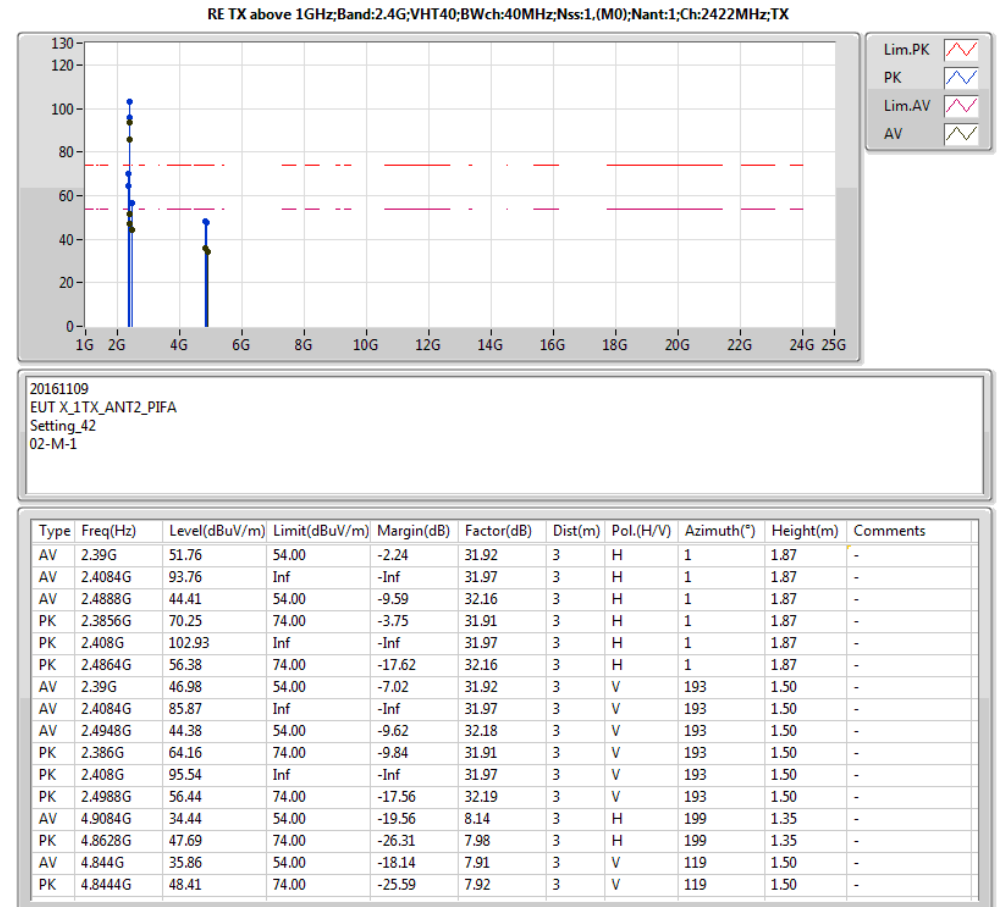 RE TX above 1GHz;Band:2.4G;VHT40;BWch:40MHz;Nss:1,(M0);Nant:1;Ch:2422MHz;TX
130
120
100
80
60
40
20
0
1G 2G 4G 6G 8G 10G 12G 14G 16G 18G 20G 22G 24G 25G
Lim.PK
PK
Lim.AV
AV
20161109
EUT X_1TX_ANT2_PIFA
Setting_42
02-M-1
Type Freq(Hz) Level(dBuV/m) Limit(dBuV/m) Margin(dB) Factor(dB) Dist(m) Pol.(H/V) Azimuth(°) Height(m) Comments
AV 2.39G 51.76 54.00 -2.24 31.92 3 H 1 1.87 -
AV 2.4084G 93.76 Inf -Inf 31.97 3 H 1 1.87 -
AV 2.4888G 44.41 54.00 -9.59 32.16 3 H 1 1.87 -
PK 2.3856G 70.25 74.00 -3.75 31.91 3 H 1 1.87 -
PK 2.408G 102.93 Inf -Inf 31.97 3 H 1 1.87 -
PK 2.4864G 56.38 74.00 -17.62 32.16 3 H 1 1.87 -
AV 2.39G 46.98 54.00 -7.02 31.92 3 V 193 1.50 -
AV 2.4084G 85.87 Inf -Inf 31.97 3 V 193 1.50 -
AV 2.4948G 44.38 54.00 -9.62 32.18 3 V 193 1.50 -
PK 2.386G 64.16 74.00 -9.84 31.91 3 V 193 1.50 -
PK 2.408G 95.54 Inf -Inf 31.97 3 V 193 1.50 -
PK 2.4988G 56.44 74.00 -17.56 32.19 3 V 193 1.50 -
AV 4.9084G 34.44 54.00 -19.56 8.14 3 H 199 1.35 -
PK 4.8628G 47.69 74.00 -26.31 7.98 3 H 199 1.35 -
AV 4.844G 35.86 54.00 -18.14 7.91 3 V 119 1.50 -
PK 4.8444G 48.41 74.00 -25.59 7.92 3 V 119 1.50 -